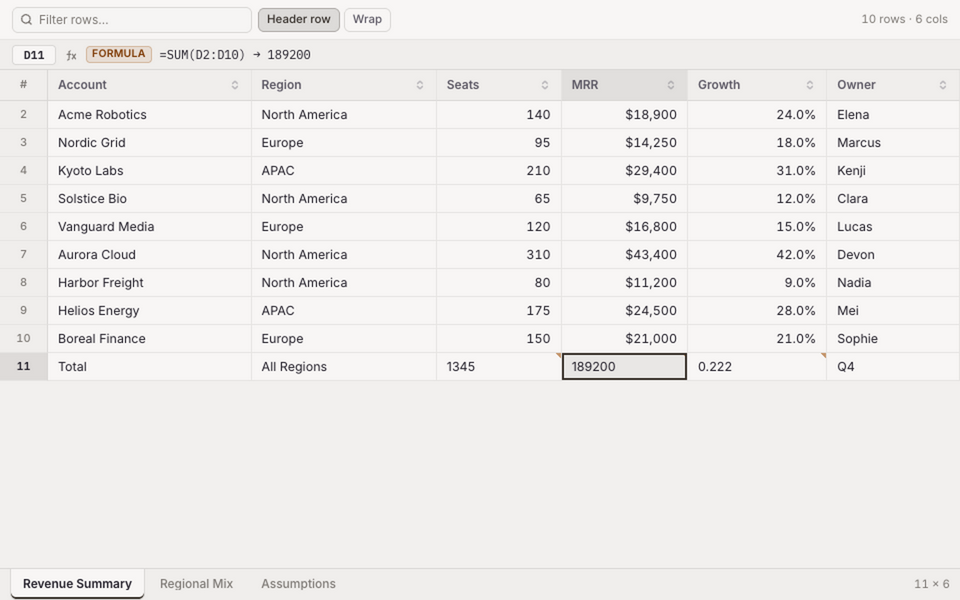 Filter rows... Header row Wrap 10 rows · 6 cols
D11 fx FORMULA =SUM(D2:D10) → 189200
# Account Region Seats MRR Growth Owner
2 Acme Robotics North America 140 $18,900 24.0% Elena
3 Nordic Grid Europe 95 $14,250 18.0% Marcus
4 Kyoto Labs APAC 210 $29,400 31.0% Kenji
5 Solstice Bio North America 65 $9,750 12.0% Clara
6 Vanguard Media Europe 120 $16,800 15.0% Lucas
7 Aurora Cloud North America 310 $43,400 42.0% Devon
8 Harbor Freight North America 80 $11,200 9.0% Nadia
9 Helios Energy APAC 175 $24,500 28.0% Mei
10 Boreal Finance Europe 150 $21,000 21.0% Sophie
11 Total All Regions 1345 189200 0.222 Q4
Revenue Summary Regional Mix Assumptions 11 × 6